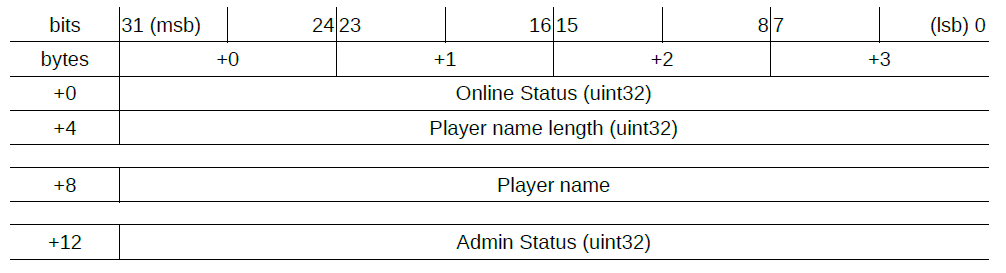 bits 31 (msb) 24 23 16 15 8 7 (lsb) 0
bytes +0 +1 +2 +3
+0 Online Status (uint32)
+4 Player name length (uint32)
+8 Player name
+12 Admin Status (uint32)